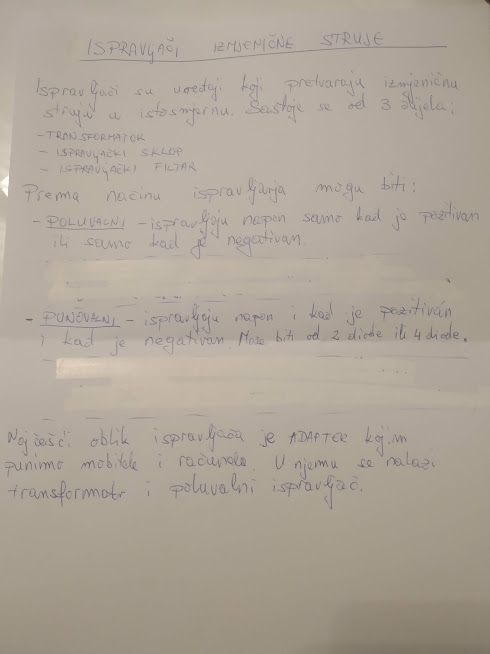 ISPRAVLJAČI IZMJENIČNE STRUJE
Ispravljači su uređaji koji pretvaraju izmjeničnu
struju u istosmjernu. Sastoje se od 3 dijela:
- TRANSFORMATOR
- ISPRAVLJAČKI SKLOP
- ISPRAVLJAČKI FILTAR
Prema načinu ispravljanja mogu biti:
- POLUVALNI - ispravljaju napon samo kad je pozitivan
ili samo kad je negativan.
- PUNOVALNI - ispravljaju napon i kad je pozitivan
i kad je negativan. Može biti od 2 diode ili 4 diode.
Najčešći oblik ispravljača je ADAPTER kojim
punimo mobitele i računala. U njemu se nalazi
transformator i poluvalni ispravljač.